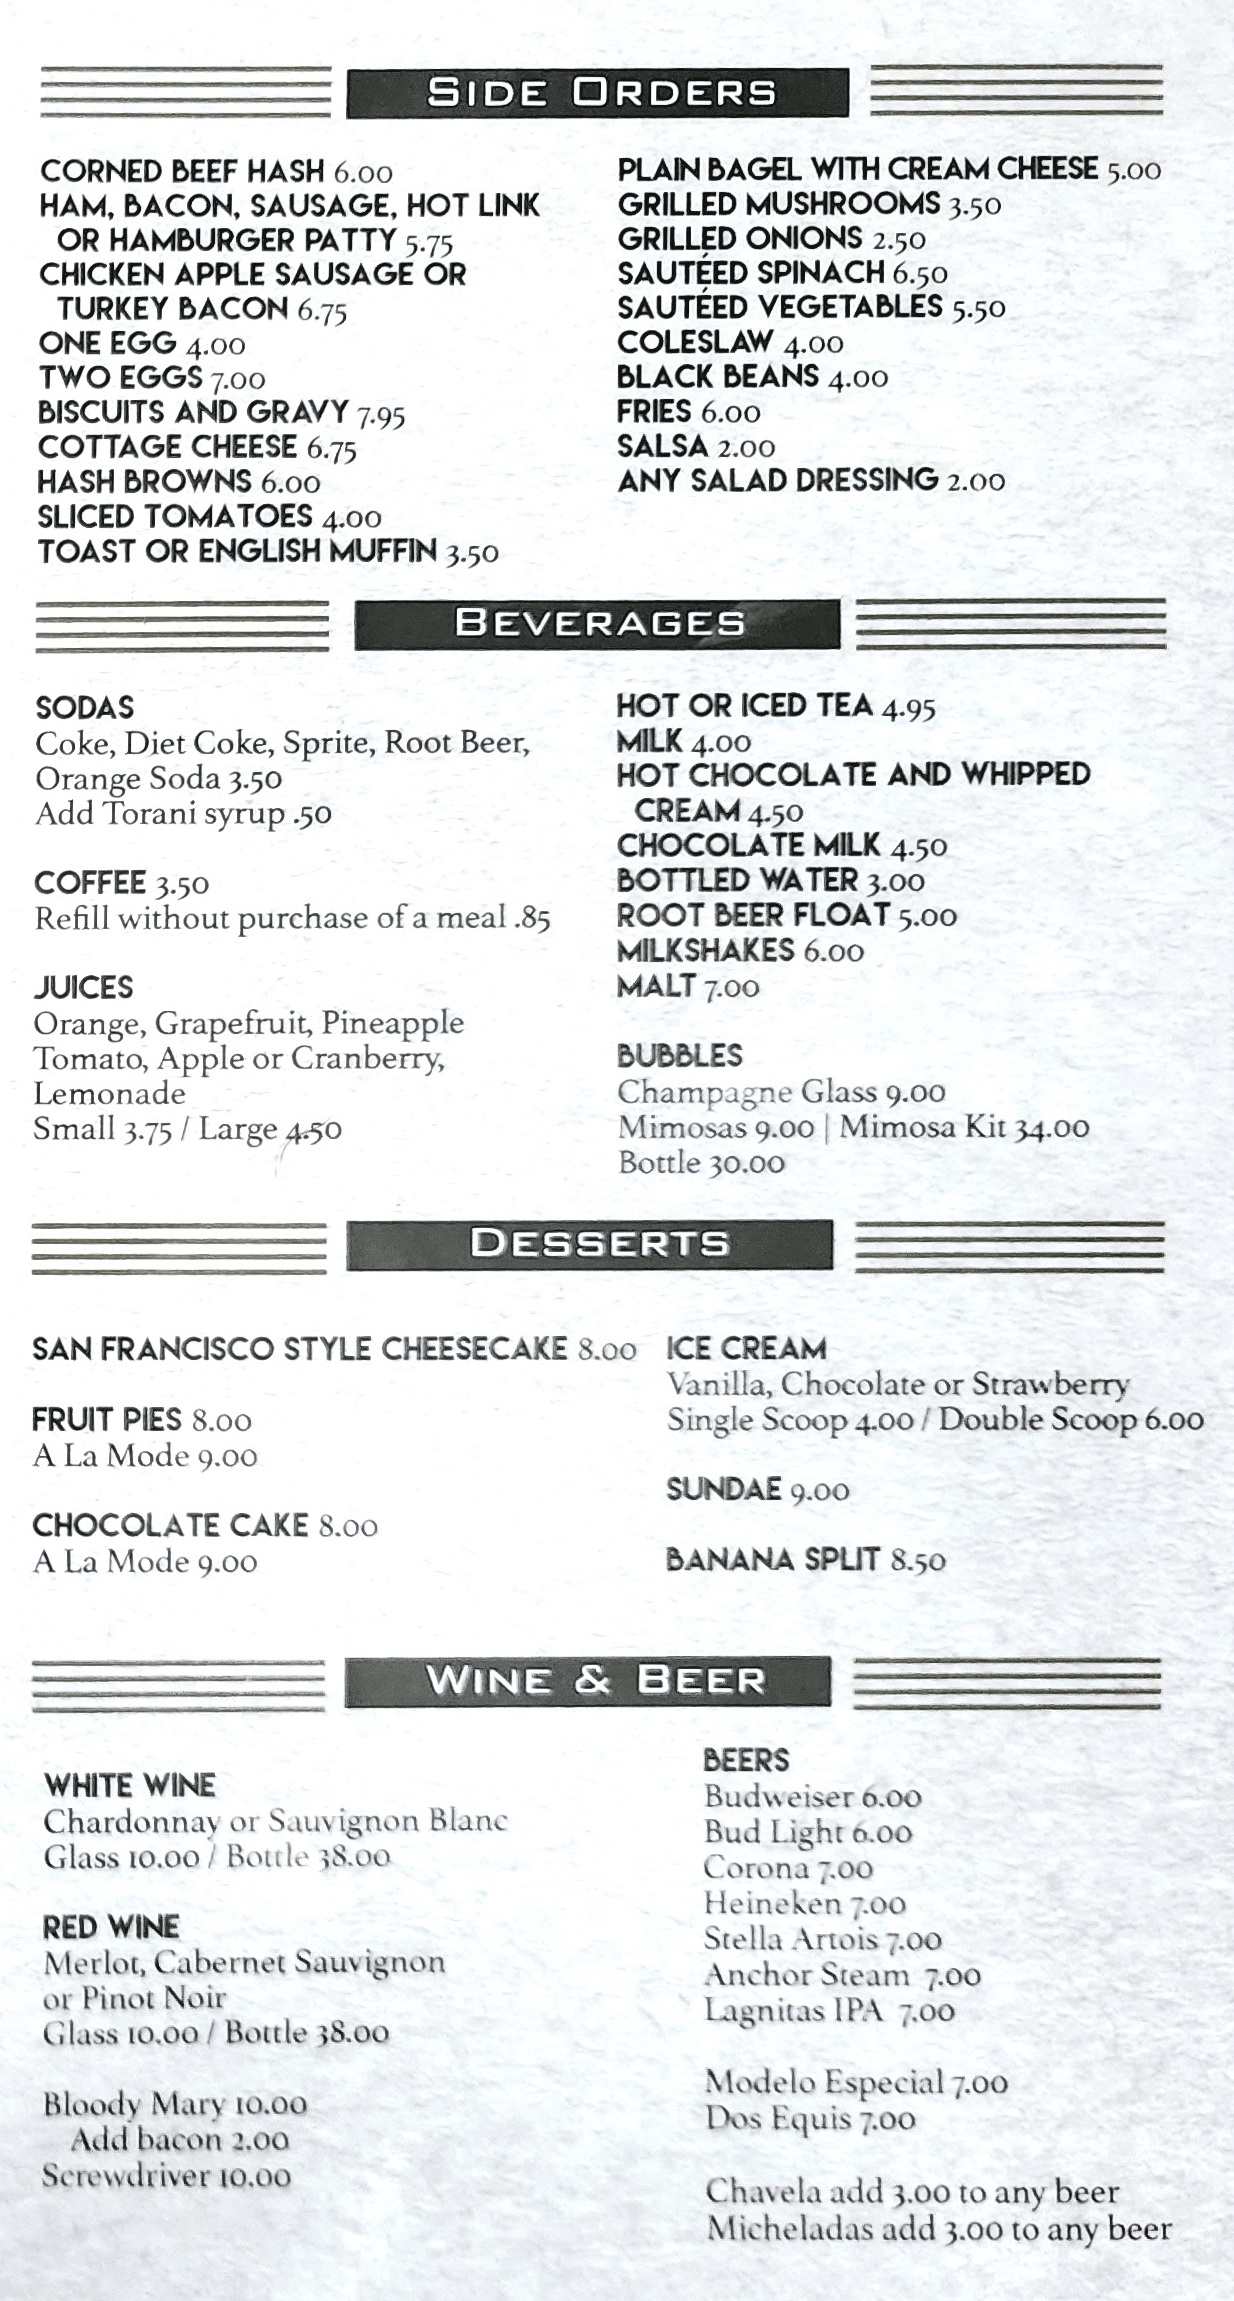 SIDE ORDERS
CORNED BEEF HASH 6.00
HAM, BACON, SAUSAGE, HOT LINK
OR HAMBURGER PATTY 5.75
CHICKEN APPLE SAUSAGE OR
TURKEY BACON 6.75
ONE EGG 4.00
TWO EGGS 7.00
BISCUITS AND GRAVY 7.95
COTTAGE CHEESE 6.75
HASH BROWNS 6.00
SLICED TOMATOES 4.00
TOAST OR ENGLISH MUFFIN 3.50
PLAIN BAGEL WITH CREAM CHEESE 5.00
GRILLED MUSHROOMS 3.50
GRILLED ONIONS 2.50
SAUTÉED SPINACH 6.50
SAUTÉED VEGETABLES 5.50
COLESLAW 4.00
BLACK BEANS 4.00
FRIES 6.00
SALSA 2.00
ANY SALAD DRESSING 2.00
BEVERAGES
SODAS
Coke, Diet Coke, Sprite, Root Beer,
Orange Soda 3.50
Add Torani syrup .50
COFFEE 3.50
Refill without purchase of a meal .85
JUICES
Orange, Grapefruit, Pineapple
Tomato, Apple or Cranberry,
Lemonade
Small 3.75 / Large 4.50
HOT OR ICED TEA 4.95
MILK 4.00
HOT CHOCOLATE AND WHIPPED
CREAM 4.50
CHOCOLATE MILK 4.50
BOTTLED WATER 3.00
ROOT BEER FLOAT 5.00
MILKSHAKES 6.00
MALT 7.00
BUBBLES
Champagne Glass 9.00
Mimosas 9.00 | Mimosa Kit 34.00
Bottle 30.00
DESSERTS
SAN FRANCISCO STYLE CHEESECAKE 8.00
FRUIT PIES 8.00
A La Mode 9.00
CHOCOLATE CAKE 8.00
A La Mode 9.00
ICE CREAM
Vanilla, Chocolate or Strawberry
Single Scoop 4.00 / Double Scoop 6.00
SUNDAE 9.00
BANANA SPLIT 8.50
WINE & BEER
WHITE WINE
Chardonnay or Sauvignon Blanc
Glass 10.00 / Bottle 38.00
RED WINE
Merlot, Cabernet Sauvignon
or Pinot Noir
Glass 10.00 / Bottle 38.00
Bloody Mary 10.00
Add bacon 2.00
Screwdriver 10.00
BEERS
Budweiser 6.00
Bud Light 6.00
Corona 7.00
Heineken 7.00
Stella Artois 7.00
Anchor Steam 7.00
Lagnitas IPA 7.00
Modelo Especial 7.00
Dos Equis 7.00
Chavela add 3.00 to any beer
Micheladas add 3.00 to any beer